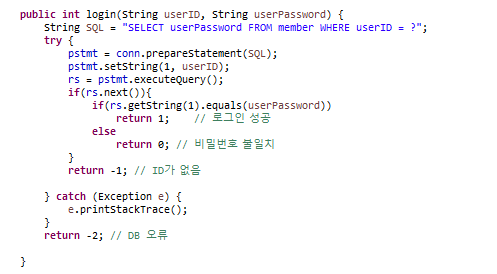 public int login(String userID, String userPassword) {
    String SQL = "SELECT userPassword FROM member WHERE userID = ?";
    try {
        pstmt = conn.prepareStatement(SQL);
        pstmt.setString(1, userID);
        rs = pstmt.executeQuery();
        if(rs.next()){
            if(rs.getString(1).equals(userPassword))
                return 1;    // 로그인 성공
            else
                return 0; // 비밀번호 불일치
        }
        return -1; // ID가 없음
    } catch (Exception e) {
        e.printStackTrace();
    }
    return -2; // DB 오류
}